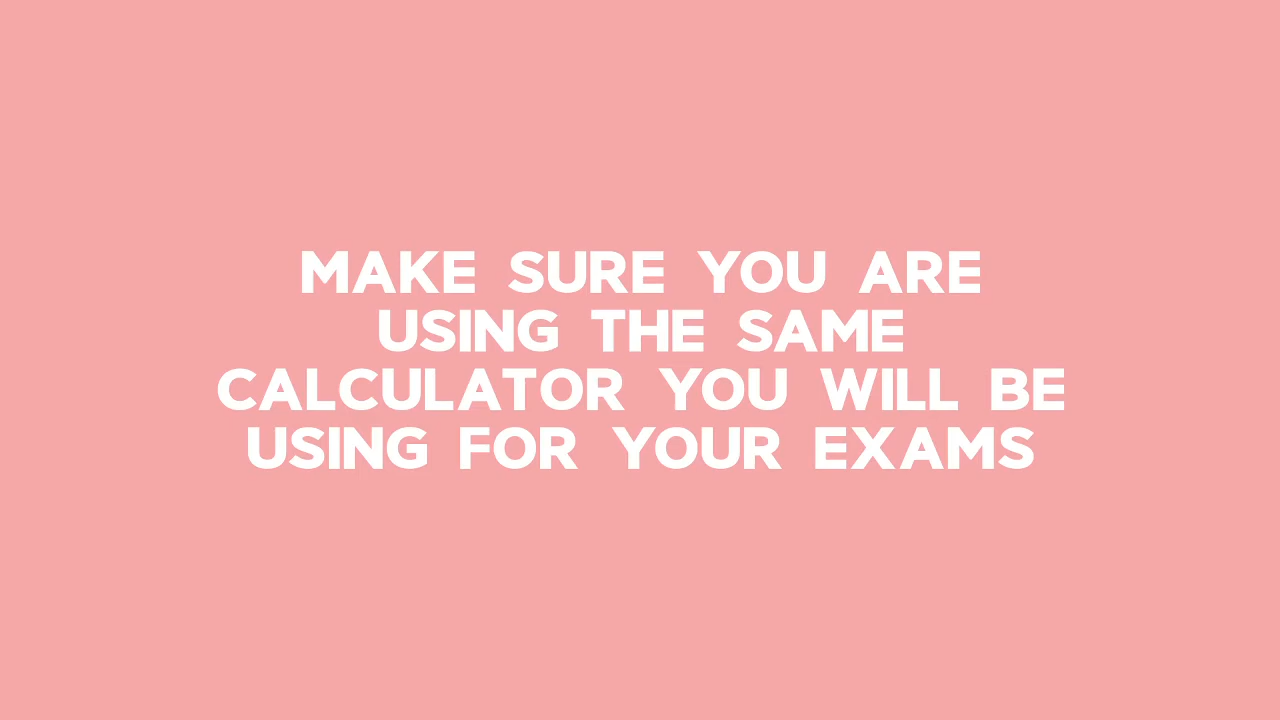 MAKE SURE YOU ARE
USING THE SAME
CALCULATOR YOU WILL BE
USING FOR YOUR EXAMS